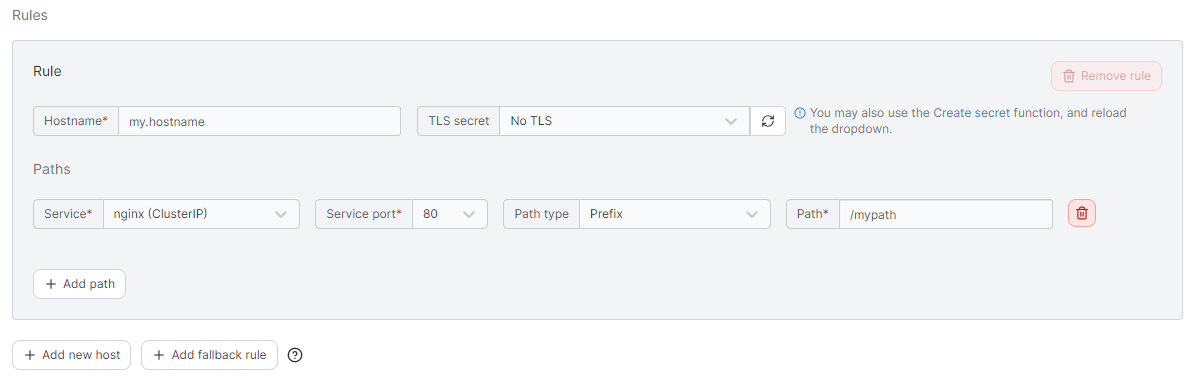 Rules
Rule
Remove rule
Hostname* my.hostname TLS secret No TLS You may also use the Create secret function, and reload
the dropdown.
Paths
Service* nginx (ClusterIP) Service port* 80 Path type Prefix Path* /mypath
+ Add path
+ Add new host + Add fallback rule ?